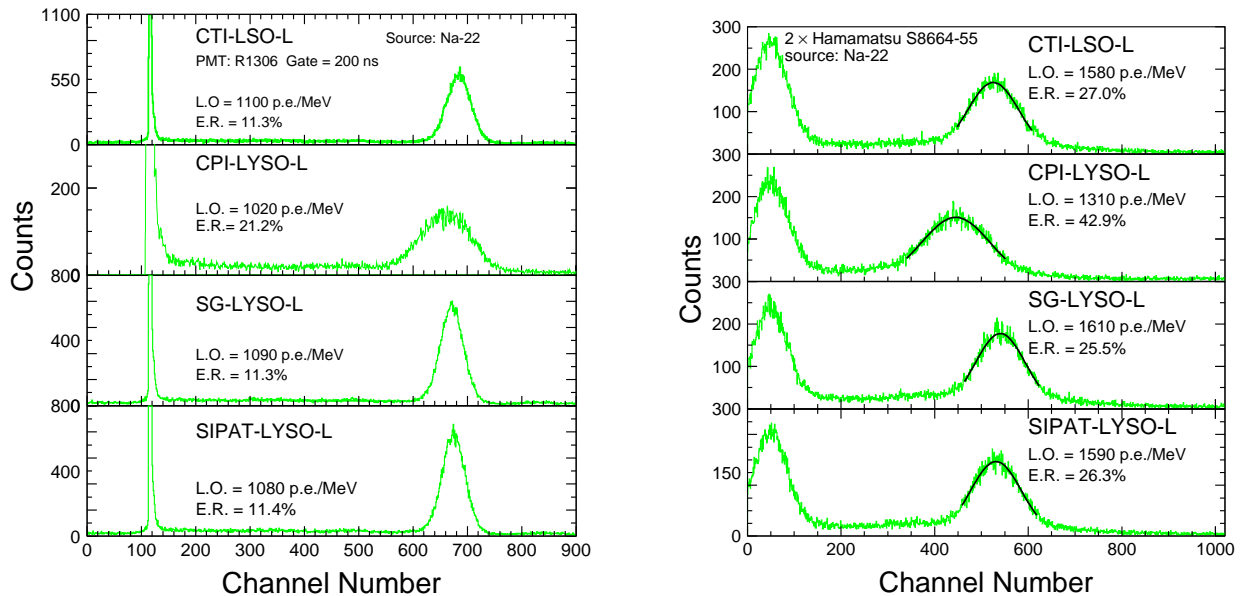 1100
CTI-LSO-L
Source: Na-22
PMT: R1306 Gate = 200 ns
550
L.O = 1100 p.e./MeV
E.R. = 11.3%
0
CPI-LYSO-L
200
L.O. = 1020 p.e./MeV
E.R.= 21.2%
Counts
0
800
SG-LYSO-L
400
L.O. = 1090 p.e./MeV
E.R. = 11.3%
0
800
SIPAT-LYSO-L
400
L.O. = 1080 p.e./MeV
E.R. = 11.4%
0
0 100 200 300 400 500 600 700 800 900
Channel Number
300
2 × Hamamatsu S8664-55
source: Na-22
CTI-LSO-L
200
L.O. = 1580 p.e./MeV
E.R. = 27.0%
100
300
CPI-LYSO-L
200
L.O. = 1310 p.e./MeV
E.R. = 42.9%
100
Counts
300
SG-LYSO-L
200
L.O. = 1610 p.e./MeV
E.R. = 25.5%
100
300
SIPAT-LYSO-L
150
L.O. = 1590 p.e./MeV
E.R. = 26.3%
0
0 200 400 600 800 1000
Channel Number